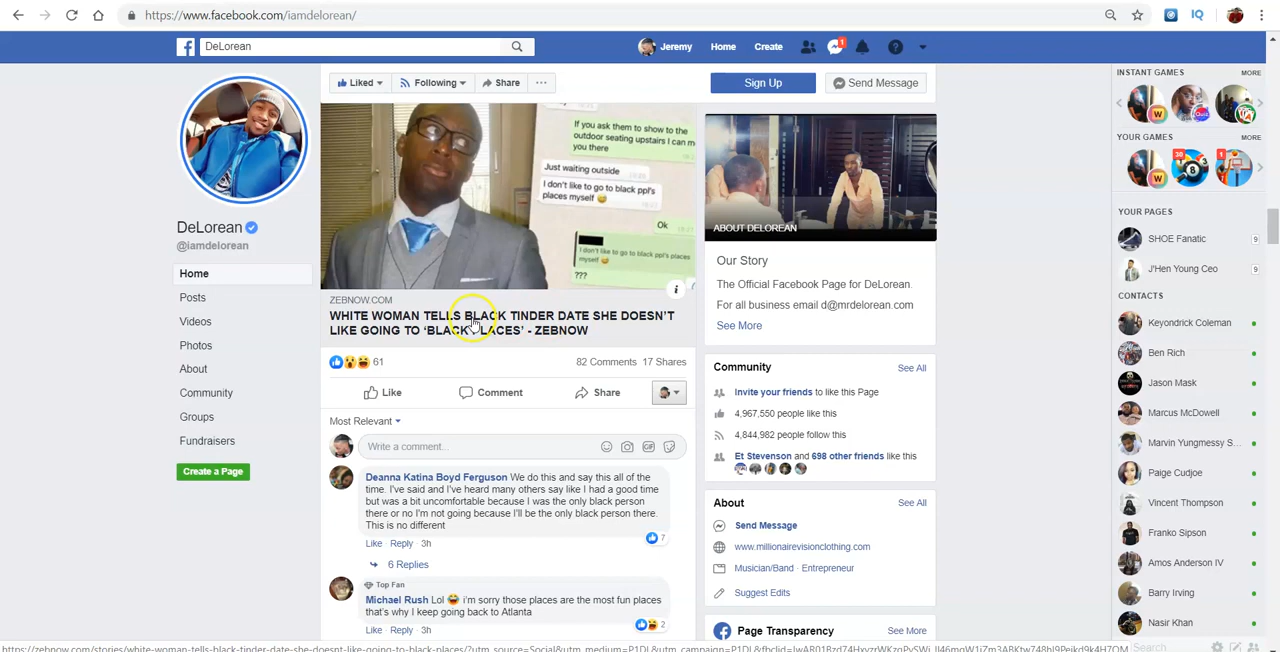 https://www.facebook.com/iamdelorean/
DeLorean
Jeremy Home Create
1
Liked Following Share ...
Sign Up Send Message
DeLorean
@iamdelorean
Home
Posts
Videos
Photos
About
Community
Groups
Fundraisers
Create a Page
If you ask them to show to the
outdoor seating upstairs I can m
you there
Just waiting outside
I don't like to go to black ppl's
places myself
Ok
I don't like to go to black ppl's places
myself
???
ZEBNOW.COM
WHITE WOMAN TELLS BLACK TINDER DATE SHE DOESN'T
LIKE GOING TO 'BLACK PLACES' - ZEBNOW
61
82 Comments 17 Shares
Like Comment Share
Most Relevant
Write a comment...
Deanna Katina Boyd Ferguson We do this and say this all of the
time. I've said and I've heard many others say like I had a good time
but was a bit uncomfortable because I was the only black person
there or no I'm not going because I'll be the only black person there.
This is no different
7
Like · Reply · 3h
6 Replies
Top Fan
Michael Rush Lol i'm sorry those places are the most fun places
that's why I keep going back to Atlanta
2
Like · Reply · 3h
ABOUT DELOREAN
Our Story
The Official Facebook Page for DeLorean.
For all business email d@mrdelorean.com
See More
Community See All
Invite your friends to like this Page
4,967,550 people like this
4,844,982 people follow this
Et Stevenson and 698 other friends like this
About See All
Send Message
www.millionairevisionclothing.com
Musician/Band · Entrepreneur
Suggest Edits
Page Transparency See More
INSTANT GAMES MORE
YOUR GAMES MORE
YOUR PAGES
SHOE Fanatic 9
J'Hen Young Ceo 9
CONTACTS
Keyondrick Coleman
Ben Rich
Jason Mask
Marcus McDowell
Marvin Yungmessy S...
Paige Cudjoe
Vincent Thompson
Franko Sipson
Amos Anderson IV
Barry Irving
Nasir Khan
Search